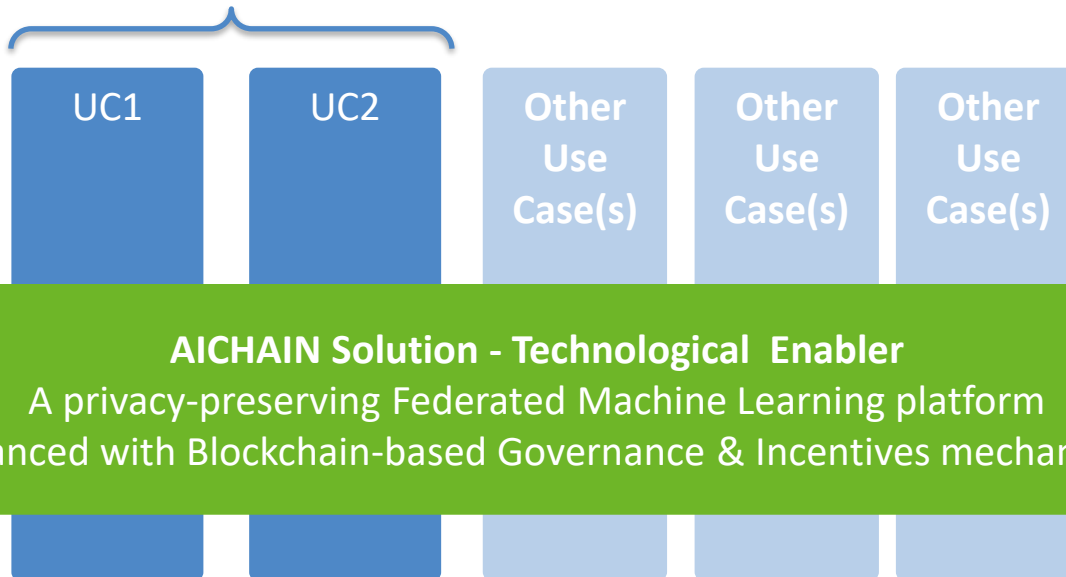 UC1
UC2
Other
Use
Case(s)
Other
Use
Case(s)
Other
Use
Case(s)
AICHAIN Solution - Technological Enabler
A privacy-preserving Federated Machine Learning platform
with Blockchain-based Governance & Incentives